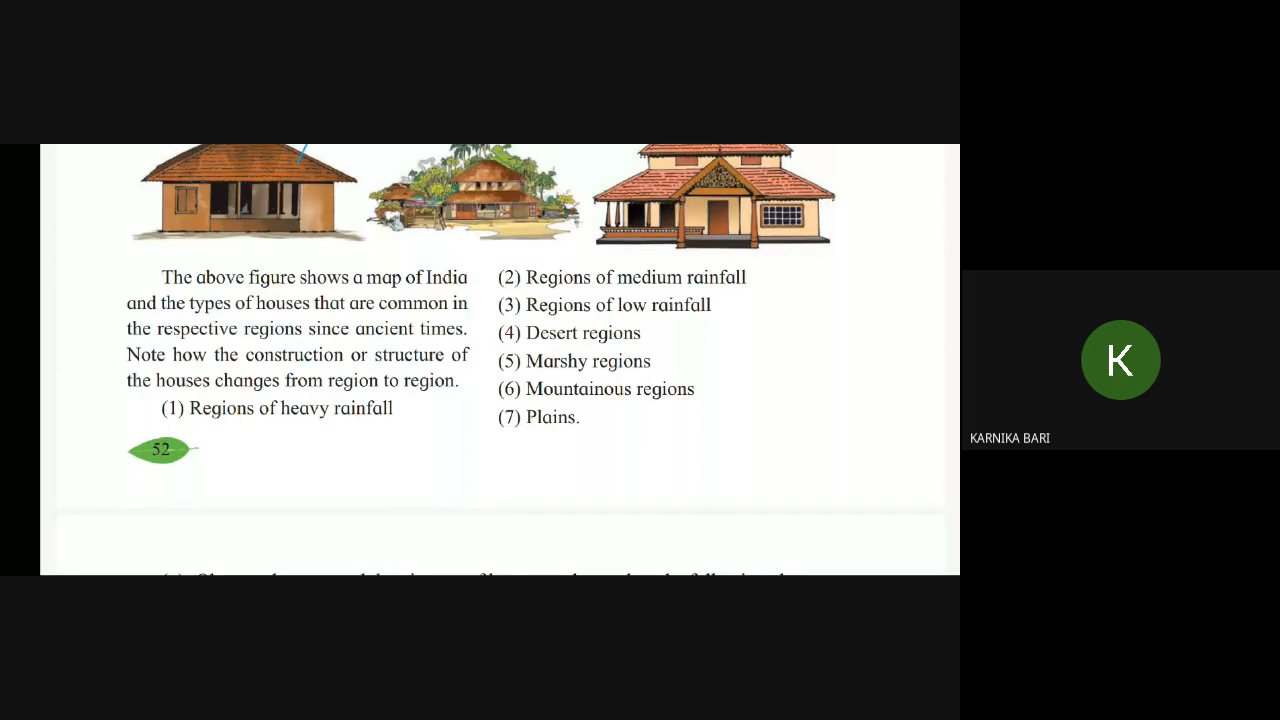 The above figure shows a map of India
and the types of houses that are common in
the respective regions since ancient times.
Note how the construction or structure of
the houses changes from region to region.
(1) Regions of heavy rainfall
52
(2) Regions of medium rainfall
(3) Regions of low rainfall
(4) Desert regions
(5) Marshy regions
(6) Mountainous regions
(7) Plains.
K
KARNIKA BARI